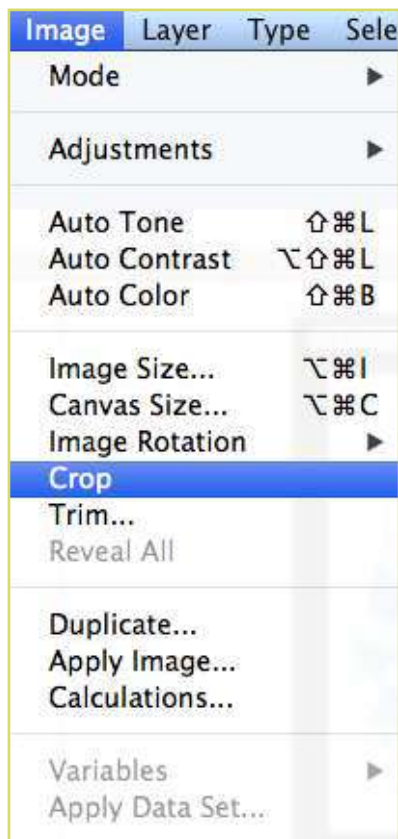 Image Layer Type Sele
Mode ▶
Adjustments ▶
Auto Tone ⇧⌘L
Auto Contrast ⌥⇧⌘L
Auto Color ⇧⌘B
Image Size... ⌥⌘I
Canvas Size... ⌥⌘C
Image Rotation ▶
Crop
Trim...
Reveal All
Duplicate...
Apply Image...
Calculations...
Variables ▶
Apply Data Set...